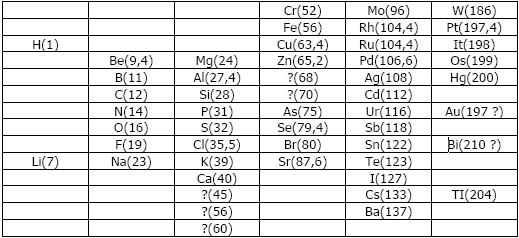 Cr(52) Mo(96) W(186)
Fe(56) Rh(104,4) Pt(197,4)
H(1) Cu(63,4) Ru(104,4) It(198)
Be(9,4) Mg(24) Zn(65,2) Pd(106,6) Os(199)
B(11) Al(27,4) ?(68) Ag(108) Hg(200)
C(12) Si(28) ?(70) Cd(112)
N(14) P(31) As(75) Ur(116) Au(197 ?)
O(16) S(32) Se(79,4) Sb(118)
F(19) Cl(35,5) Br(80) Sn(122) Bi(210 ?)
Li(7) Na(23) K(39) Sr(87,6) Te(123)
Ca(40) I(127)
?(45) Cs(133) TI(204)
?(56) Ba(137)
?(60)